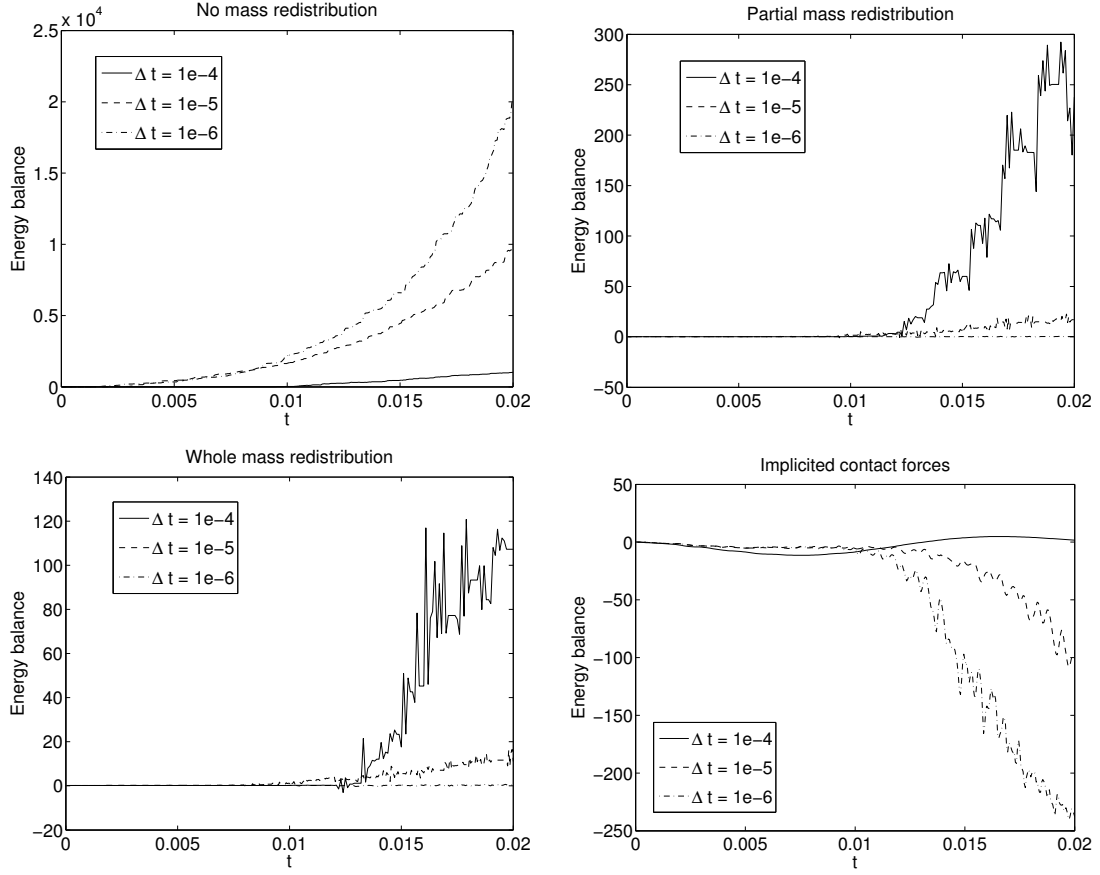 No mass redistribution
x 10^4
2.5
2
1.5
1
0.5
0
Energy balance
Δ t = 1e−4
Δ t = 1e−5
Δ t = 1e−6
0 0.005 0.01 0.015 0.02
t
Partial mass redistribution
300
250
200
150
100
50
0
−50
Energy balance
Δ t = 1e−4
Δ t = 1e−5
Δ t = 1e−6
0 0.005 0.01 0.015 0.02
t
Whole mass redistribution
140
120
100
80
60
40
20
0
−20
Energy balance
Δ t = 1e−4
Δ t = 1e−5
Δ t = 1e−6
0 0.005 0.01 0.015 0.02
t
Implicited contact forces
50
0
−50
−100
−150
−200
−250
Energy balance
Δ t = 1e−4
Δ t = 1e−5
Δ t = 1e−6
0 0.005 0.01 0.015 0.02
t